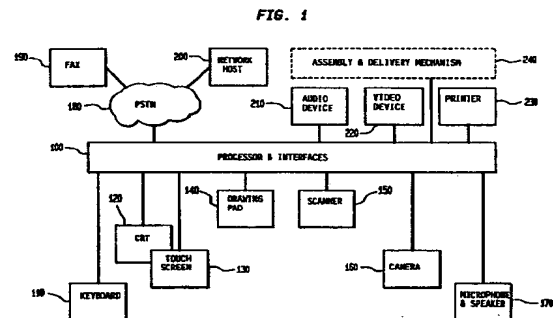 FIG. 1
190
FAX
200
NETWORK
HOST
ASSEMBLY & DELIVERY MECHANISM
240
180
PSTN
210
AUDIO
DEVICE
VIDEO
DEVICE
220
PRINTER
230
100
PROCESSOR & INTERFACES
120
CRT
TOUCH
SCREEN
130
140
DRAWING
PAD
SCANNER
150
160
CAMERA
110
KEYBOARD
MICROPHONE
& SPEAKER
170